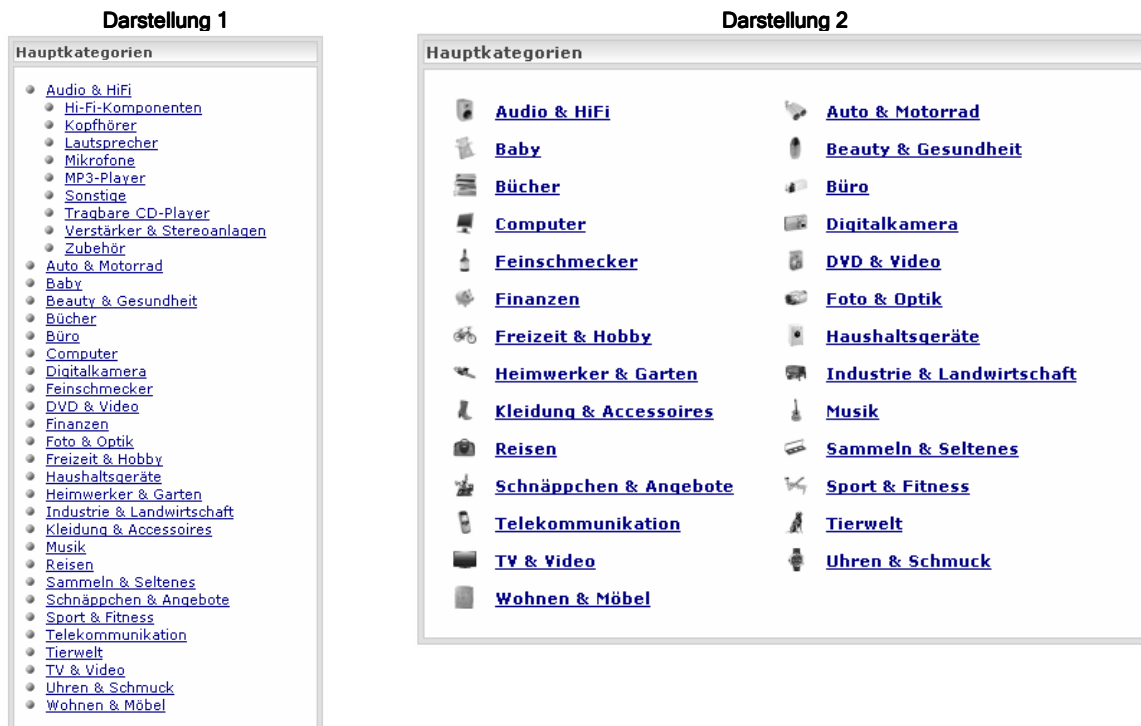 Darstellung 1
Hauptkategorien
Audio & HiFi
Hi-Fi-Komponenten
Kopfhörer
Lautsprecher
Mikrofone
MP3-Player
Sonstige
Tragbare CD-Player
Verstärker & Stereoanlagen
Zubehör
Auto & Motorrad
Baby
Beauty & Gesundheit
Bücher
Büro
Computer
Digitalkamera
Feinschmecker
DVD & Video
Finanzen
Foto & Optik
Freizeit & Hobby
Haushaltsgeräte
Heimwerker & Garten
Industrie & Landwirtschaft
Kleidung & Accessoires
Musik
Reisen
Sammeln & Seltenes
Schnäppchen & Angebote
Sport & Fitness
Telekommunikation
Tierwelt
TV & Video
Uhren & Schmuck
Wohnen & Möbel
Darstellung 2
Hauptkategorien
Audio & HiFi Auto & Motorrad
Baby Beauty & Gesundheit
Bücher Büro
Computer Digitalkamera
Feinschmecker DVD & Video
Finanzen Foto & Optik
Freizeit & Hobby Haushaltsgeräte
Heimwerker & Garten Industrie & Landwirtschaft
Kleidung & Accessoires Musik
Reisen Sammeln & Seltenes
Schnäppchen & Angebote Sport & Fitness
Telekommunikation Tierwelt
TV & Video Uhren & Schmuck
Wohnen & Möbel